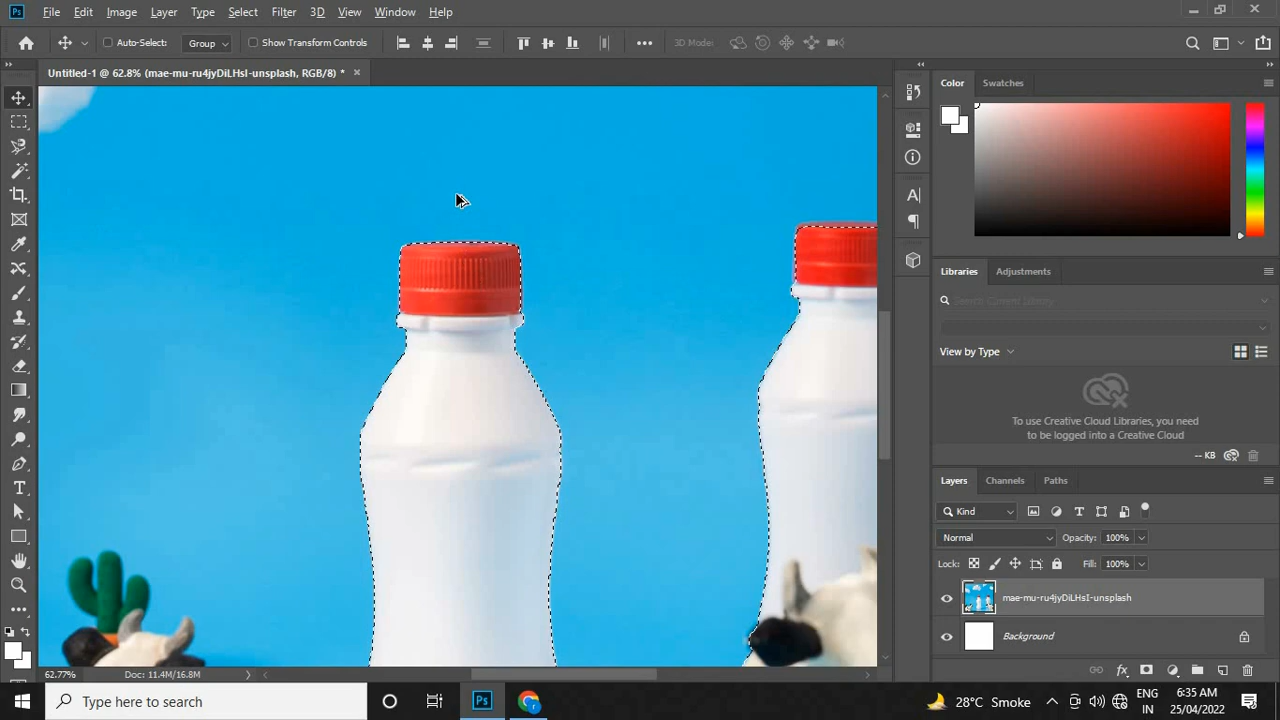 Ps File Edit Image Layer Type Select Filter 3D View Window Help
Auto-Select: Group Show Transform Controls 3D Mode:
Untitled-1 @ 62.8% (mae-mu-ru4jyDiLHsI-unsplash, RGB/8) *
Color Swatches
Libraries Adjustments
Search Current Library
View by Type
To use Creative Cloud Libraries, you need
to be logged into a Creative Cloud
-- KB
Layers Channels Paths
Kind
Normal Opacity: 100%
Lock: Fill: 100%
mae-mu-ru4jyDiLHsI-unsplash
Background
62.77% Doc: 11.4M/16.8M
Type here to search
Ps
28°C Smoke
ENG
IN
6:35 AM
25/04/2022